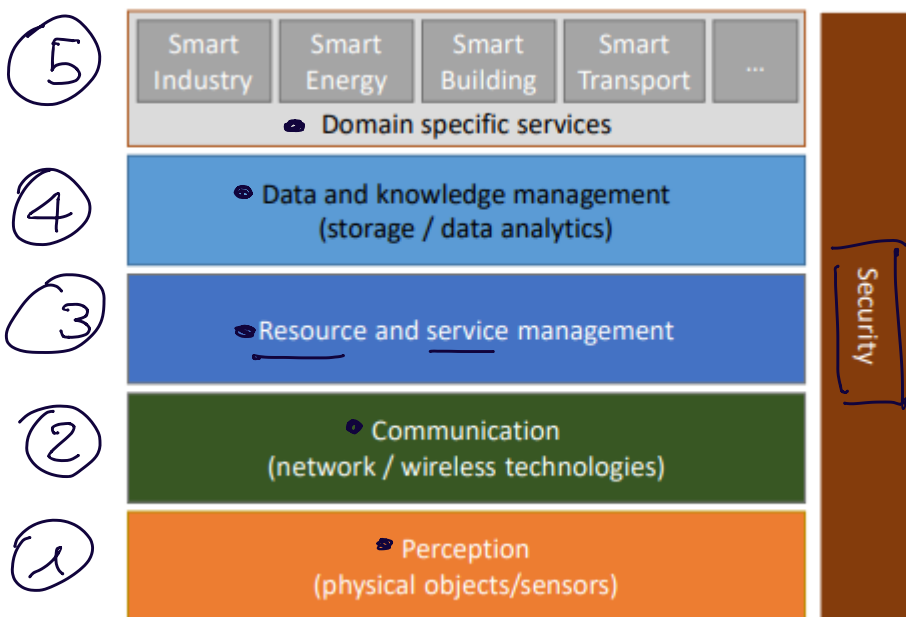 5
Smart
Industry
Smart
Energy
Smart
Building
Smart
Transport
...
Domain specific services
4
Data and knowledge management
(storage / data analytics)
3
Resource and service management
2
Communication
(network / wireless technologies)
1
Perception
(physical objects/sensors)
Security